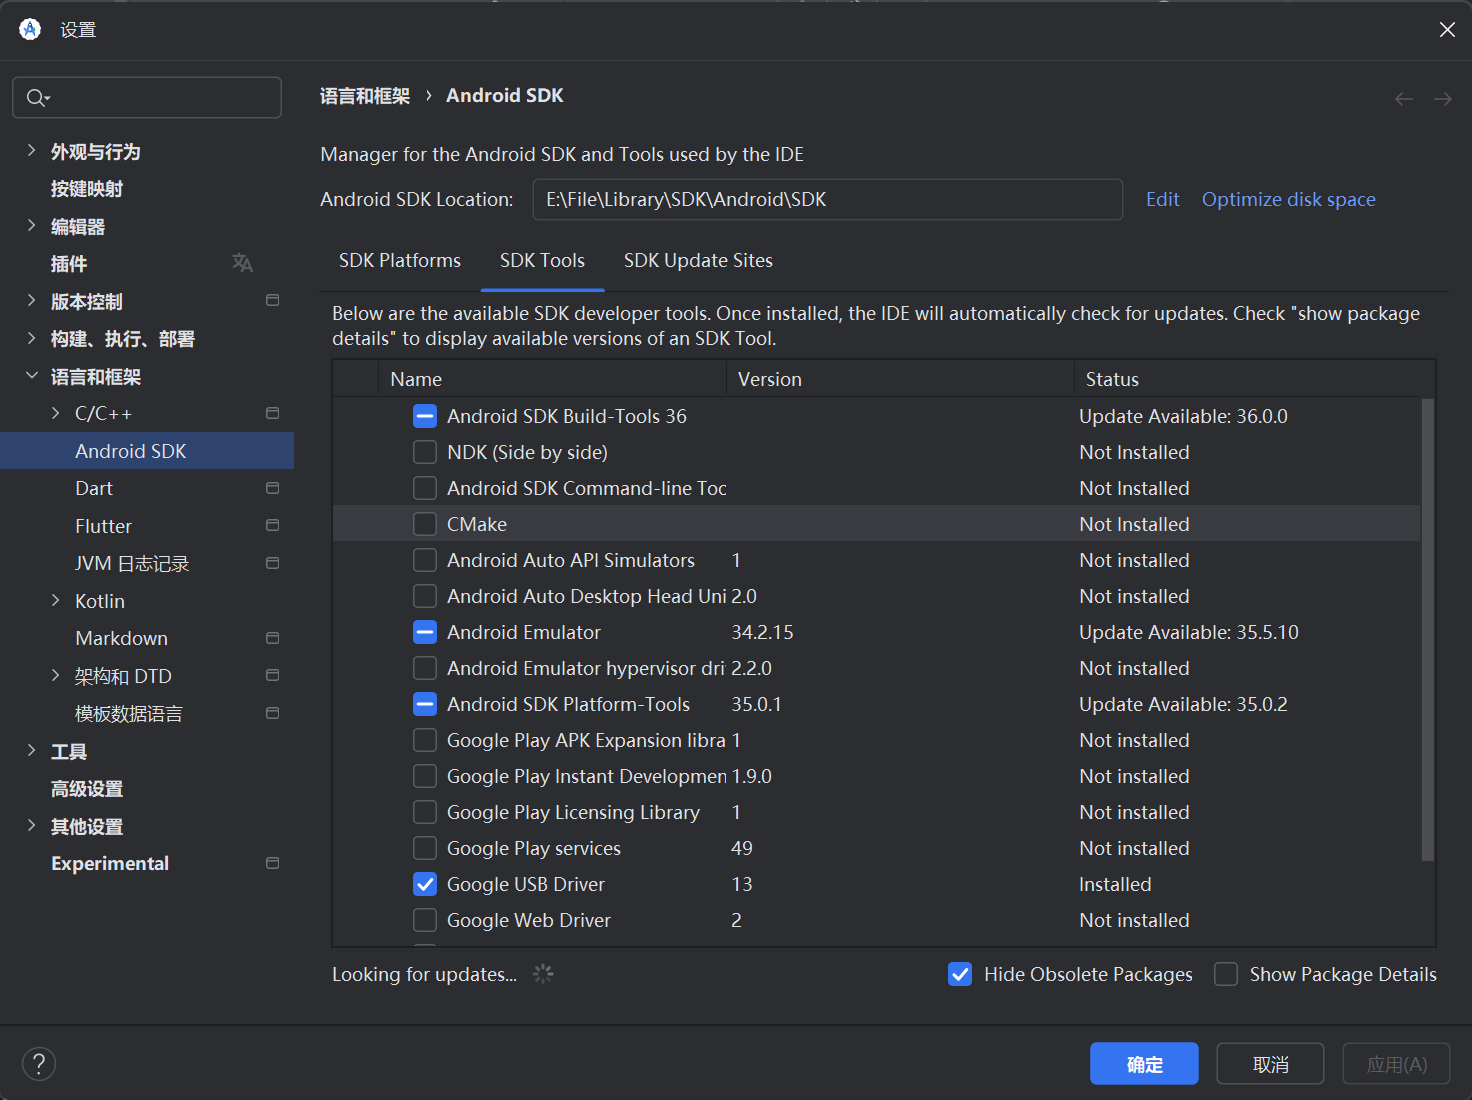 设置
语言和框架 › Android SDK
外观与行为
按键映射
编辑器
插件
版本控制
构建、执行、部署
语言和框架
C/C++
Android SDK
Dart
Flutter
JVM 日志记录
Kotlin
Markdown
架构和 DTD
模板数据语言
工具
高级设置
其他设置
Experimental
Manager for the Android SDK and Tools used by the IDE
Android SDK Location: E:\File\Library\SDK\Android\SDK Edit Optimize disk space
SDK Platforms SDK Tools SDK Update Sites
Below are the available SDK developer tools. Once installed, the IDE will automatically check for updates. Check "show package
details" to display available versions of an SDK Tool.
Name Version Status
Android SDK Build-Tools 36 Update Available: 36.0.0
NDK (Side by side) Not Installed
Android SDK Command-line Too Not Installed
CMake Not Installed
Android Auto API Simulators 1 Not installed
Android Auto Desktop Head Uni 2.0 Not installed
Android Emulator 34.2.15 Update Available: 35.5.10
Android Emulator hypervisor dri 2.2.0 Not installed
Android SDK Platform-Tools 35.0.1 Update Available: 35.0.2
Google Play APK Expansion libra 1 Not installed
Google Play Instant Developmen 1.9.0 Not installed
Google Play Licensing Library 1 Not installed
Google Play services 49 Not installed
Google USB Driver 13 Installed
Google Web Driver 2 Not installed
Looking for updates... Hide Obsolete Packages Show Package Details
? 确定 取消 应用(A)